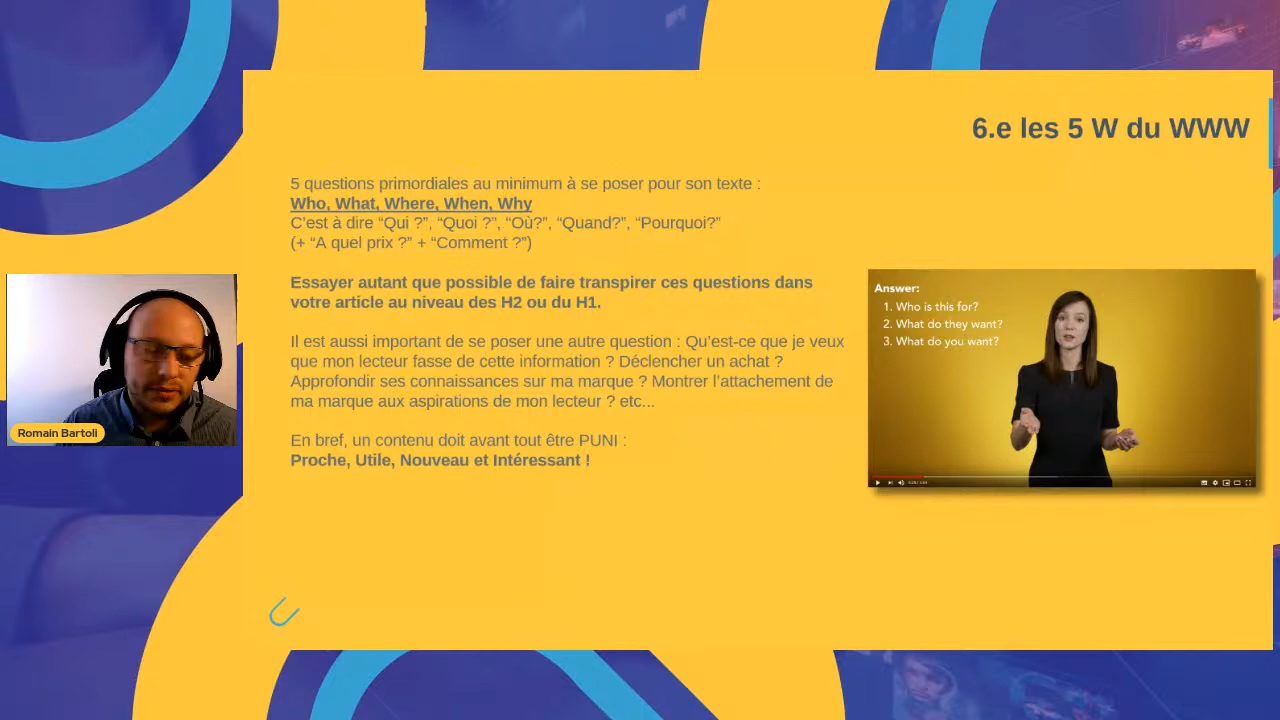 6.e les 5 W du WWW
5 questions primordiales au minimum à se poser pour son texte :
Who, What, Where, When, Why
C'est à dire “Qui ?”, “Quoi ?”, “Où?”, “Quand?”, “Pourquoi?”
(+ “A quel prix ?” + “Comment ?”)
Essayer autant que possible de faire transpirer ces questions dans
votre article au niveau des H2 ou du H1.
Il est aussi important de se poser une autre question : Qu'est-ce que je veux
que mon lecteur fasse de cette information ? Déclencher un achat ?
Approfondir ses connaissances sur ma marque ? Montrer l'attachement de
ma marque aux aspirations de mon lecteur ? etc...
En bref, un contenu doit avant tout être PUNI :
Proche, Utile, Nouveau et Intéressant !
Answer:
1. Who is this for?
2. What do they want?
3. What do you want?
Romain Bartoli